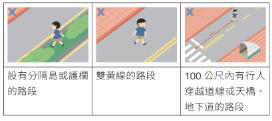 設有分隔島或護欄
的路段
雙黃線的路段
100 公尺內有行人
穿越道線或天橋、
地下道的路段